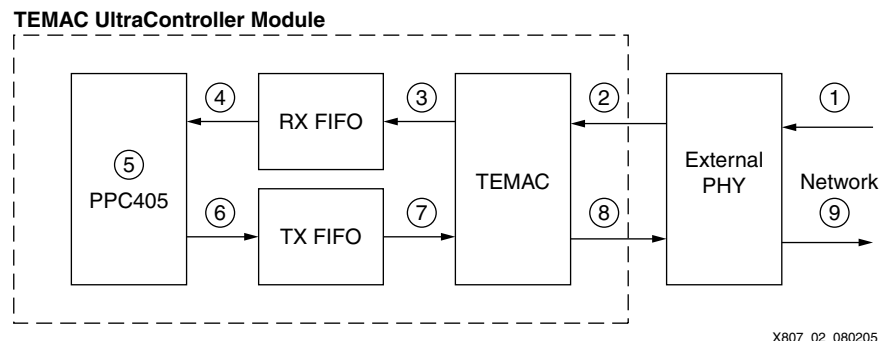 TEMAC UltraController Module
4
3
2
1
RX FIFO
5
PPC405
TEMAC
External
PHY
Network
6
7
8
9
TX FIFO
X807_02_080205